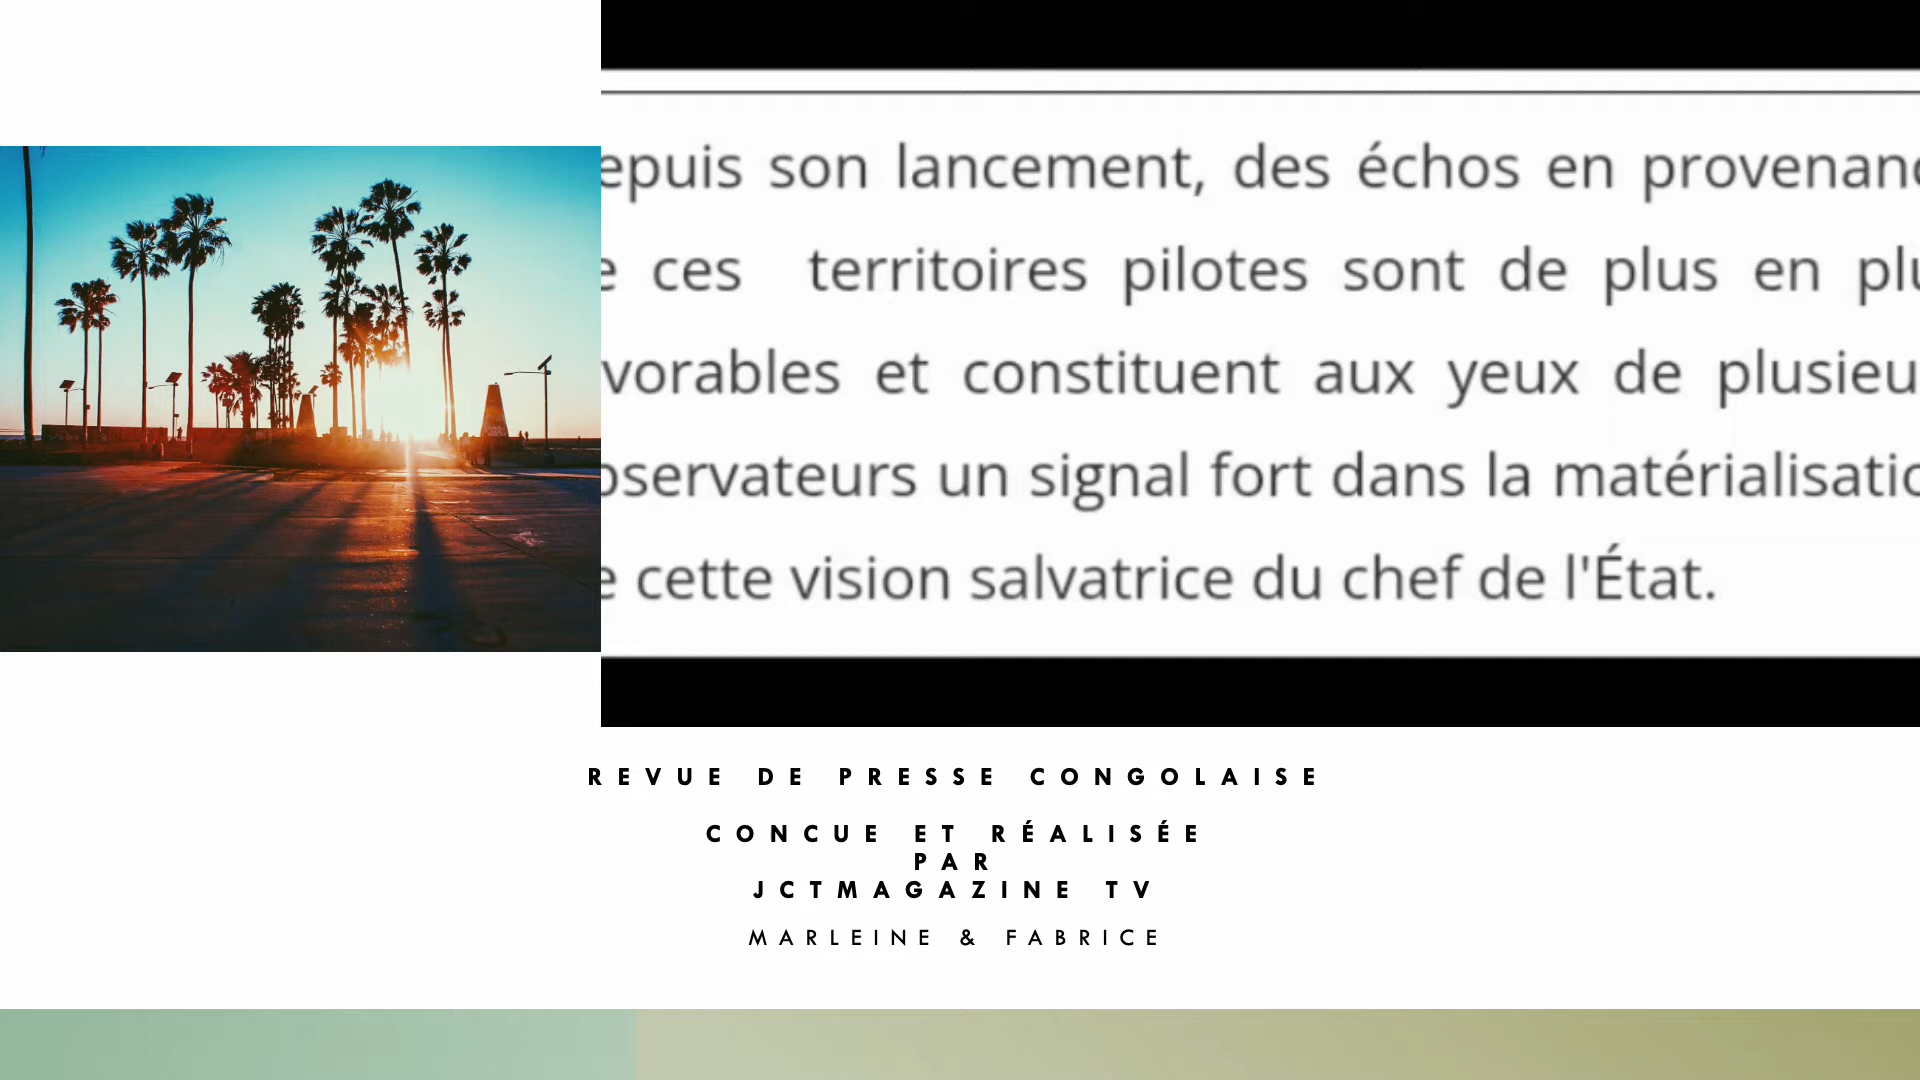 epuis son lancement, des échos en provenanc
e ces territoires pilotes sont de plus en plu
vorables et constituent aux yeux de plusieu
bservateurs un signal fort dans la matérialisatio
e cette vision salvatrice du chef de l'État.
REVUE DE PRESSE CONGOLAISE
CONCUE ET RÉALISÉE
PAR
JCTMAGAZINE TV
MARLEINE & FABRICE